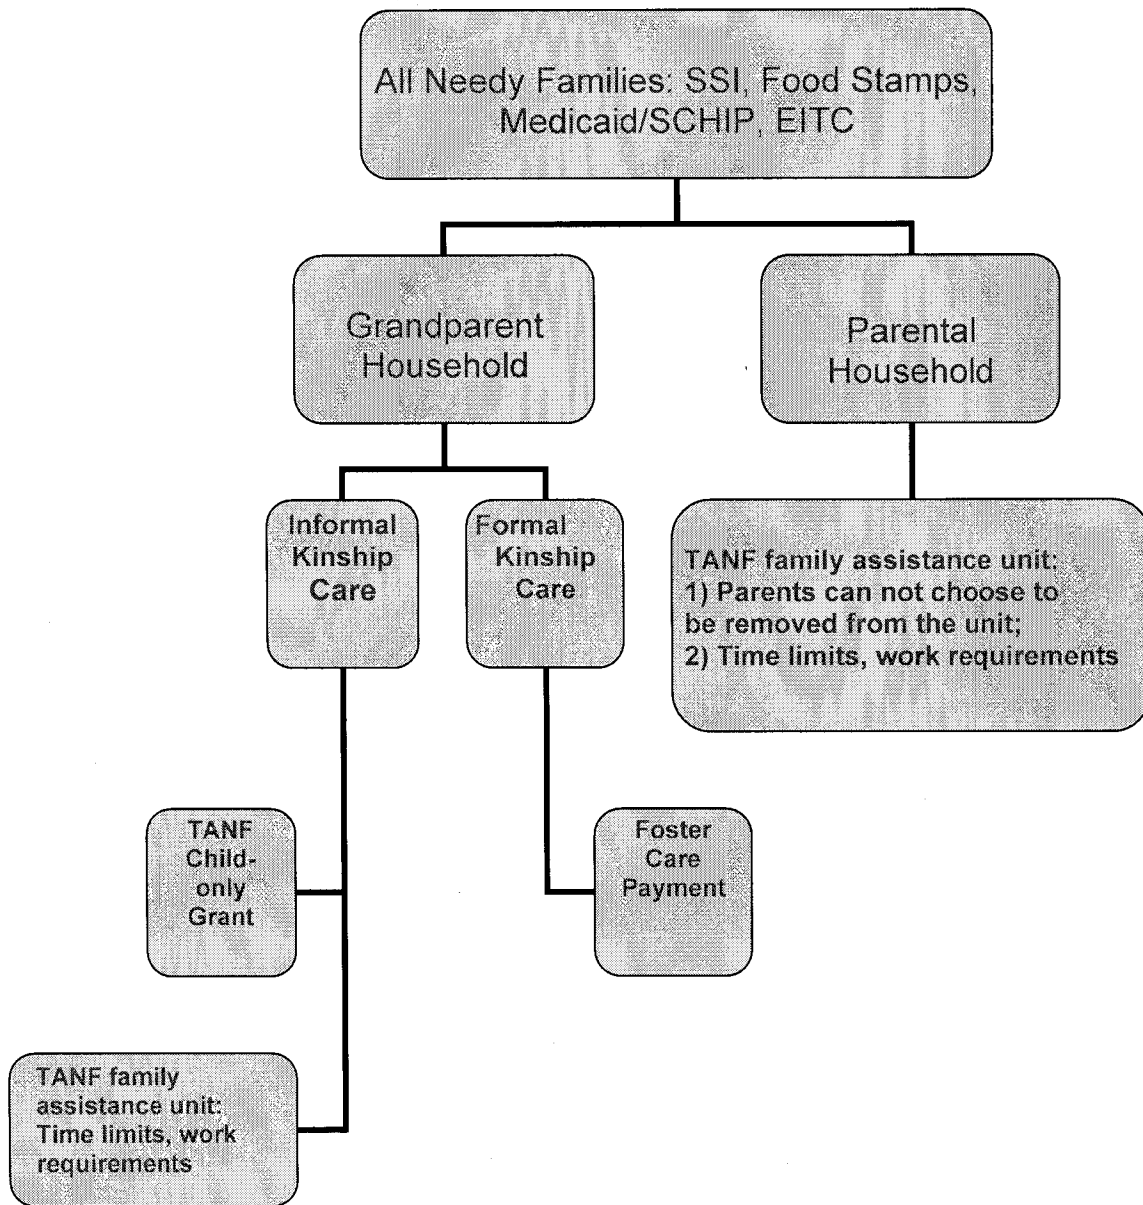 All Needy Families: SSI, Food Stamps,
Medicaid/SCHIP, EITC
Grandparent
Household
Parental
Household
Informal
Kinship
Care
Formal
Kinship
Care
TANF family assistance unit:
1) Parents can not choose to
be removed from the unit;
2) Time limits, work requirements
TANF
Child-
only
Grant
Foster
Care
Payment
TANF family
assistance unit:
Time limits, work
requirements